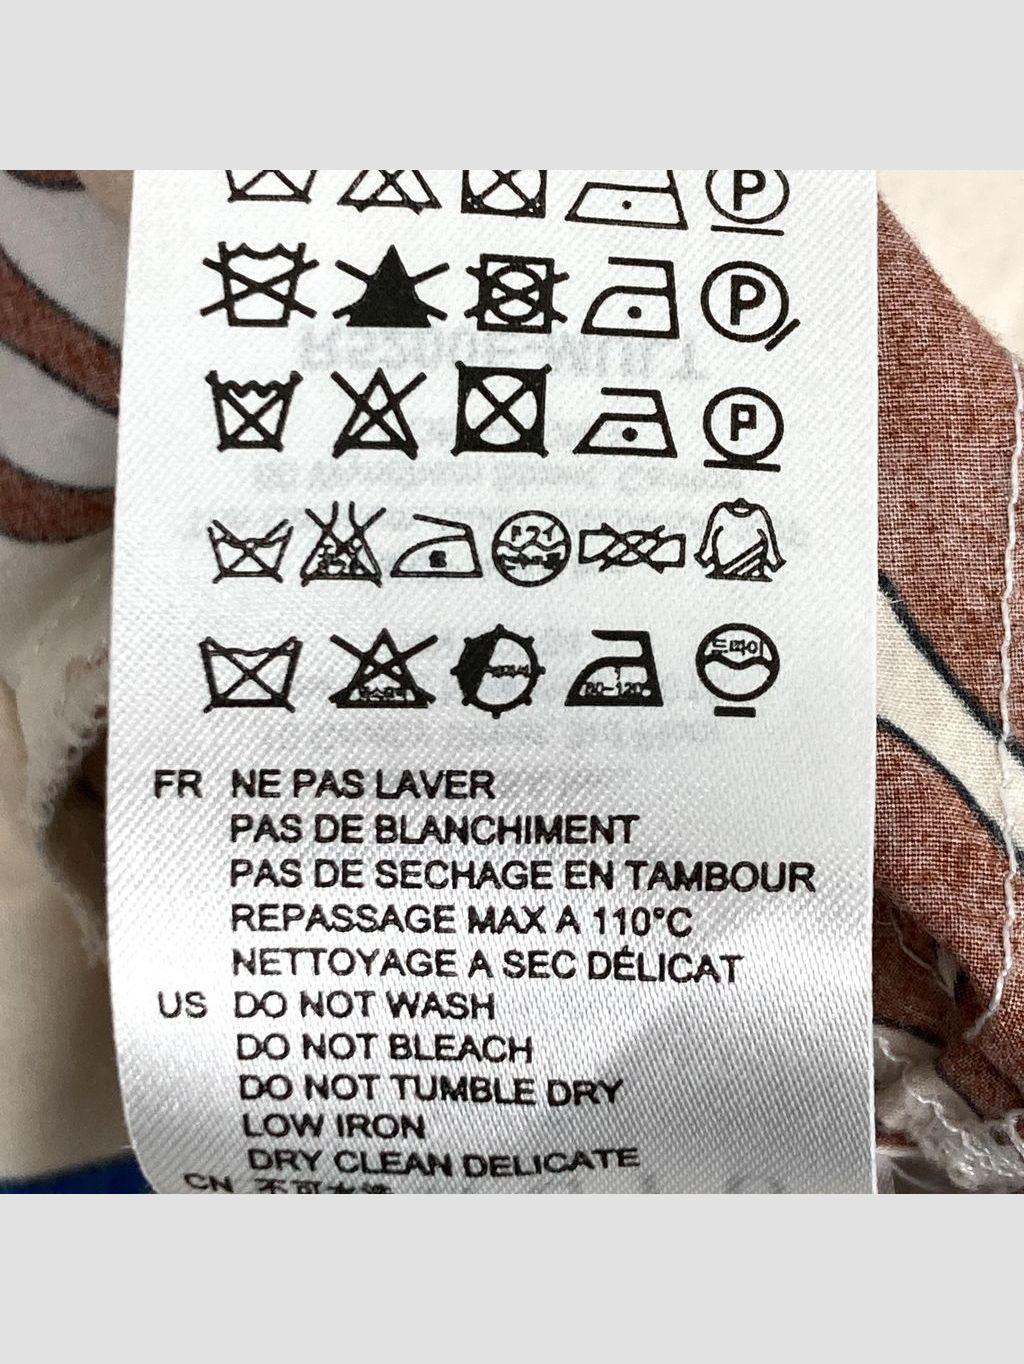 P
P
P
FR NE PAS LAVER
PAS DE BLANCHIMENT
PAS DE SECHAGE EN TAMBOUR
REPASSAGE MAX A 110°C
NETTOYAGE A SEC DÉLICAT
US DO NOT WASH
DO NOT BLEACH
DO NOT TUMBLE DRY
LOW IRON
DRY CLEAN DELICATE
CN